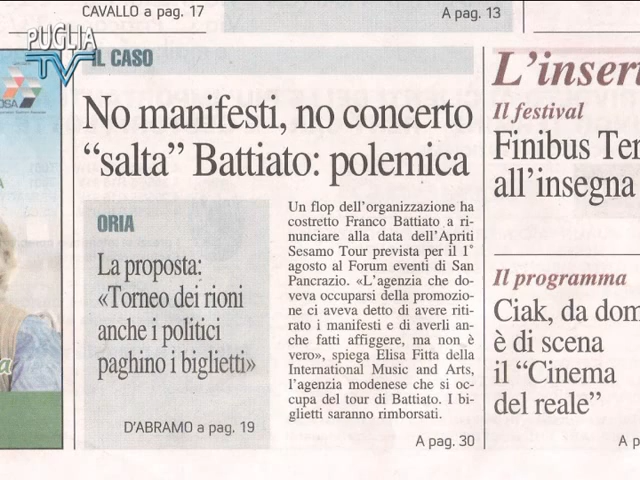 CAVALLO a pag. 17
A pag. 13
PUGLIA
TV
IL CASO
No manifesti, no concerto
“salta” Battiato: polemica
ORIA
La proposta:
«Torneo dei rioni
anche i politici
paghino i biglietti»
D'ABRAMO a pag. 19
Un flop dell'organizzazione ha
costretto Franco Battiato a ri-
nunciare alla data dell'Apriti
Sesamo Tour prevista per il 1°
agosto al Forum eventi di San
Pancrazio. «L'agenzia che do-
veva occuparsi della promozio-
ne ci aveva detto di avere riti-
rato i manifesti e di averli an-
che fatti affiggere, ma non è
vero», spiega Elisa Fitta della
International Music and Arts,
l'agenzia modenese che si oc-
cupa del tour di Battiato. I bi-
glietti saranno rimborsati.
A pag. 30
L'inser
Il festival
Finibus Ter
all'insegna
Il programma
Ciak, da dom
è di scena
il “Cinema
del reale”
A p